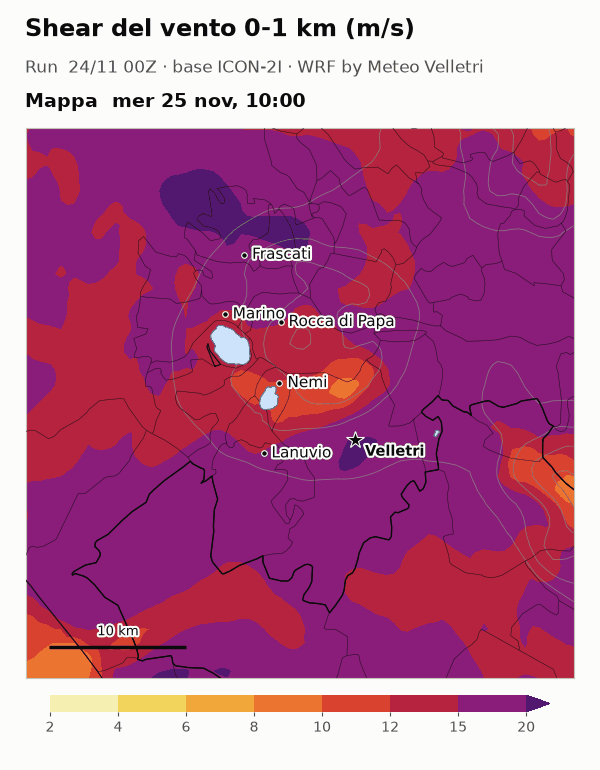 Shear del vento 0-1 km (m/s)
Run 24/11 00Z · base ICON-2I · WRF by Meteo Velletri
Mappa mer 25 nov, 10:00
Frascati
Marino
Rocca di Papa
Nemi
Velletri
Lanuvio
10 km
2 4 6 8 10 12 15 20